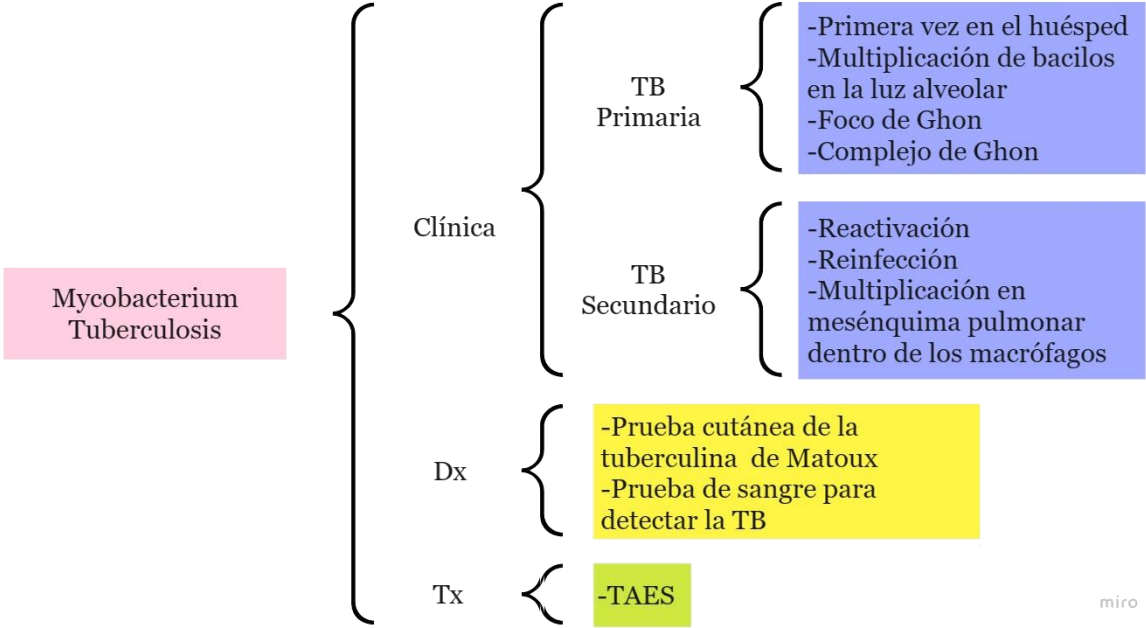 Mycobacterium
Tuberculosis
Clínica
TB
Primaria
-Primera vez en el huésped
-Multiplicación de bacilos
en la luz alveolar
-Foco de Ghon
-Complejo de Ghon
TB
Secundario
-Reactivación
-Reinfección
-Multiplicación en
mesénquima pulmonar
dentro de los macrófagos
Dx
-Prueba cutánea de la
tuberculina  de Matoux
-Prueba de sangre para
detectar la TB
Tx
-TAES
miro